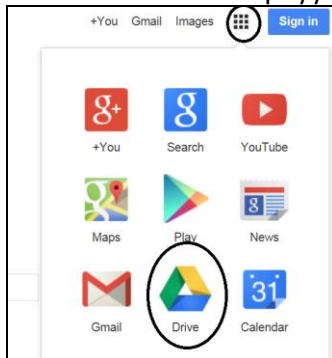 +You Gmail Images Sign in
8+ 8
+You Search YouTube
8
Maps Play News
31
Gmail Drive Calendar